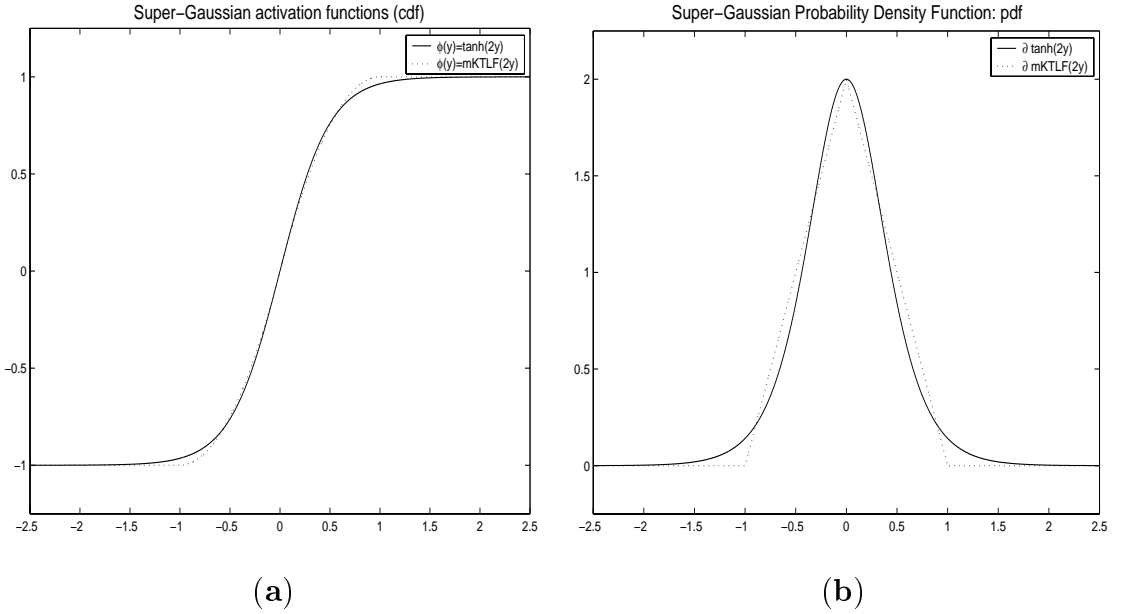 Super−Gaussian activation functions (cdf)
ϕ(y)=tanh(2y)
ϕ(y)=mKTLF(2y)
1
0.5
0
−0.5
−1
−2.5 −2 −1.5 −1 −0.5 0 0.5 1 1.5 2 2.5
(a)
Super−Gaussian Probability Density Function: pdf
∂ tanh(2y)
∂ mKTLF(2y)
2
1.5
1
0.5
0
−2.5 −2 −1.5 −1 −0.5 0 0.5 1 1.5 2 2.5
(b)